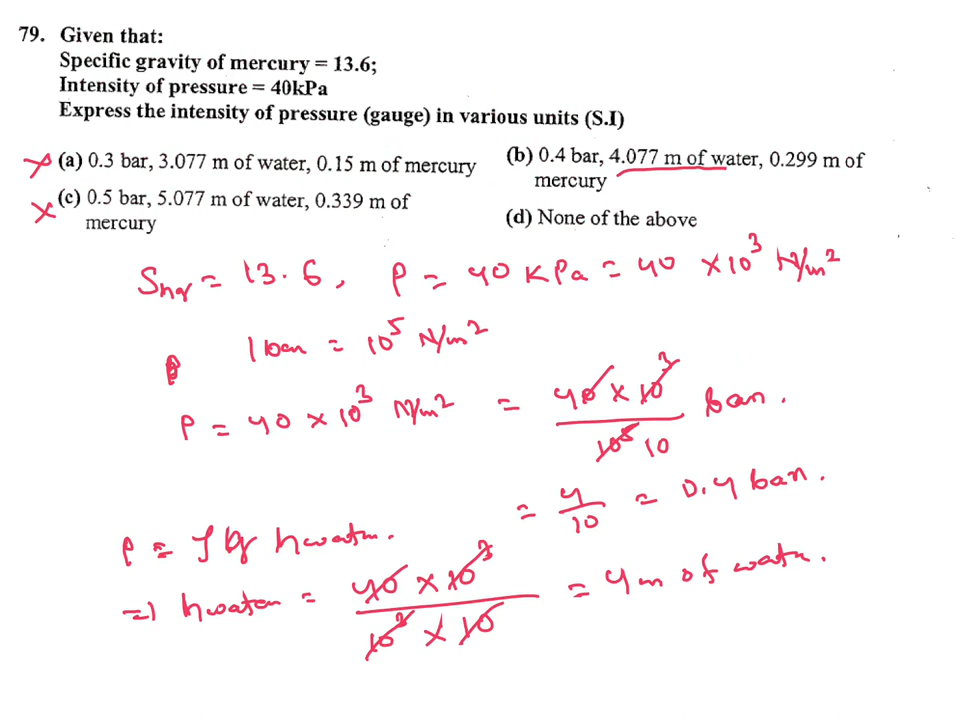 79. Given that:
Specific gravity of mercury = 13.6;
Intensity of pressure = 40kPa
Express the intensity of pressure (gauge) in various units (S.I)
(a) 0.3 bar, 3.077 m of water, 0.15 m of mercury
(b) 0.4 bar, 4.077 m of water, 0.299 m of
mercury
(c) 0.5 bar, 5.077 m of water, 0.339 m of
mercury
(d) None of the above
S_Hg = 13.6, P = 40 KPa = 40 × 10³ N/m²
1 bar = 10⁵ N/m²
P = 40 × 10³ N/m² = 40 × 10³ / 10⁵ 10 bar.
= 4/10 = 0.4 bar.
P = ρg hwater.
=) hwater = 40 × 10³ / 10³ × 10 = 4m of water.